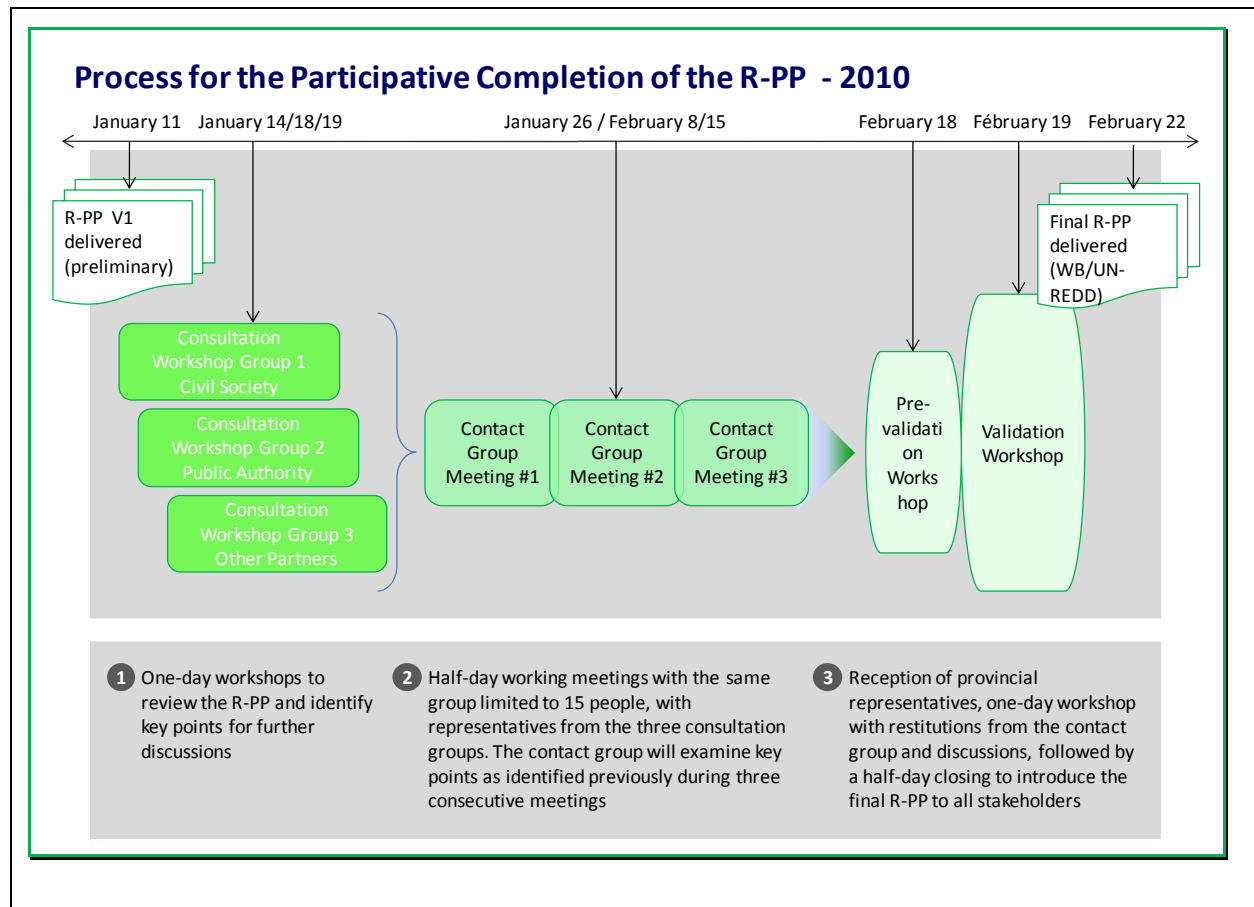 Process for the Participative Completion of the R-PP - 2010
January 11
January 14/18/19
January 26 / February 8/15
February 18
Fébruary 19
February 22
R-PP V1
delivered
(preliminary)
Final R-PP
delivered
(WB/UN-
REDD)
Consultation
Workshop Group 1
Civil Society
Consultation
Workshop Group 2
Public Authority
Consultation
Workshop Group 3
Other Partners
Contact
Group
Meeting #1
Contact
Group
Meeting #2
Contact
Group
Meeting #3
Pre-
validati
on
Works
hop
Validation
Workshop
1
One-day workshops to
review the R-PP and identify
key points for further
discussions
2
Half-day working meetings with the same
group limited to 15 people, with
representatives from the three consultation
groups. The contact group will examine key
points as identified previously during three
consecutive meetings
3
Reception of provincial
representatives, one-day workshop
with restitutions from the contact
group and discussions, followed by
a half-day closing to introduce the
final R-PP to all stakeholders